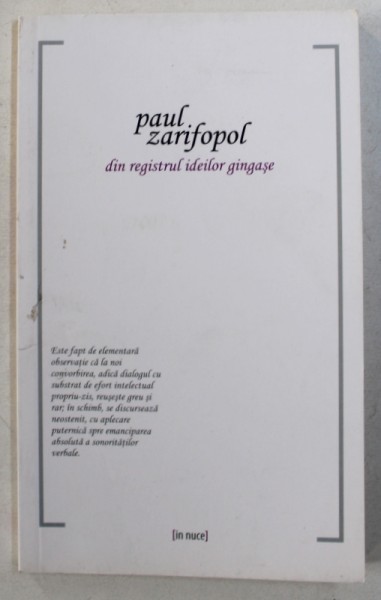 paul
zarifopol
din registrul ideilor gingașe
Este fapt de elementară
observație că la noi
convorbirea, adică dialogul cu
substrat de efort intelectual
propriu-zis, reușește greu și
rar; în schimb, se discursează
neostenit, cu aplecare
puternică spre emanciparea
absolută a sonorităților
verbale.
[in nuce]